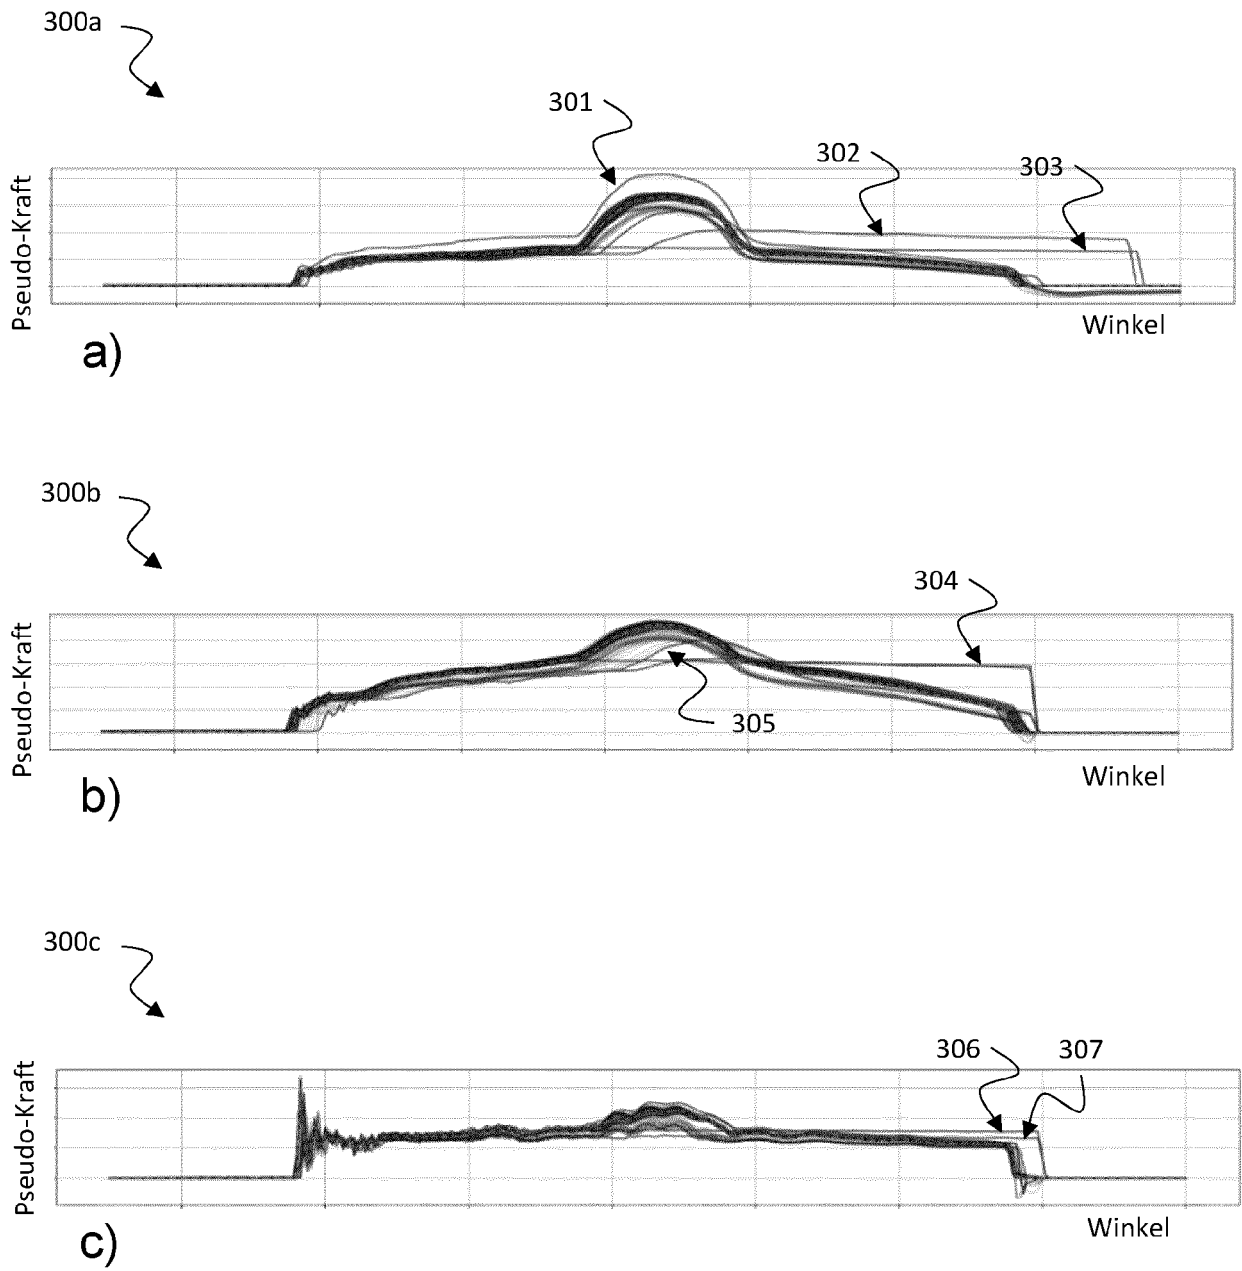 300a
301
302
303
Pseudo-Kraft
Winkel
a)
300b
304
305
Pseudo-Kraft
Winkel
b)
300c
306
307
Pseudo-Kraft
Winkel
c)